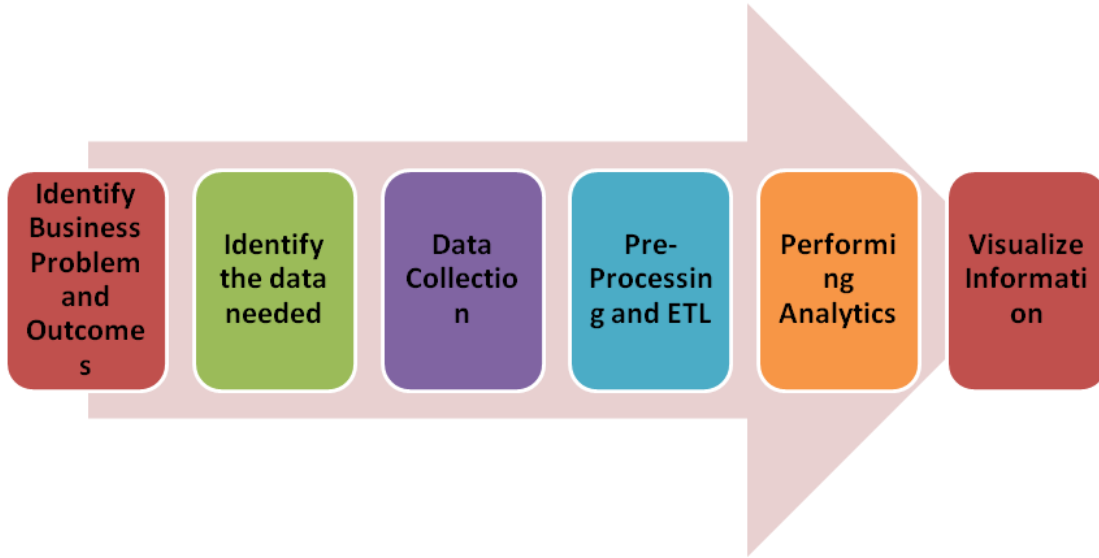 Identify
Business
Problem
and
Outcome
s
Identify
the data
needed
Data
Collectio
n
Pre-
Processin
g and ETL
Performi
ng
Analytics
Visualize
Informati
on